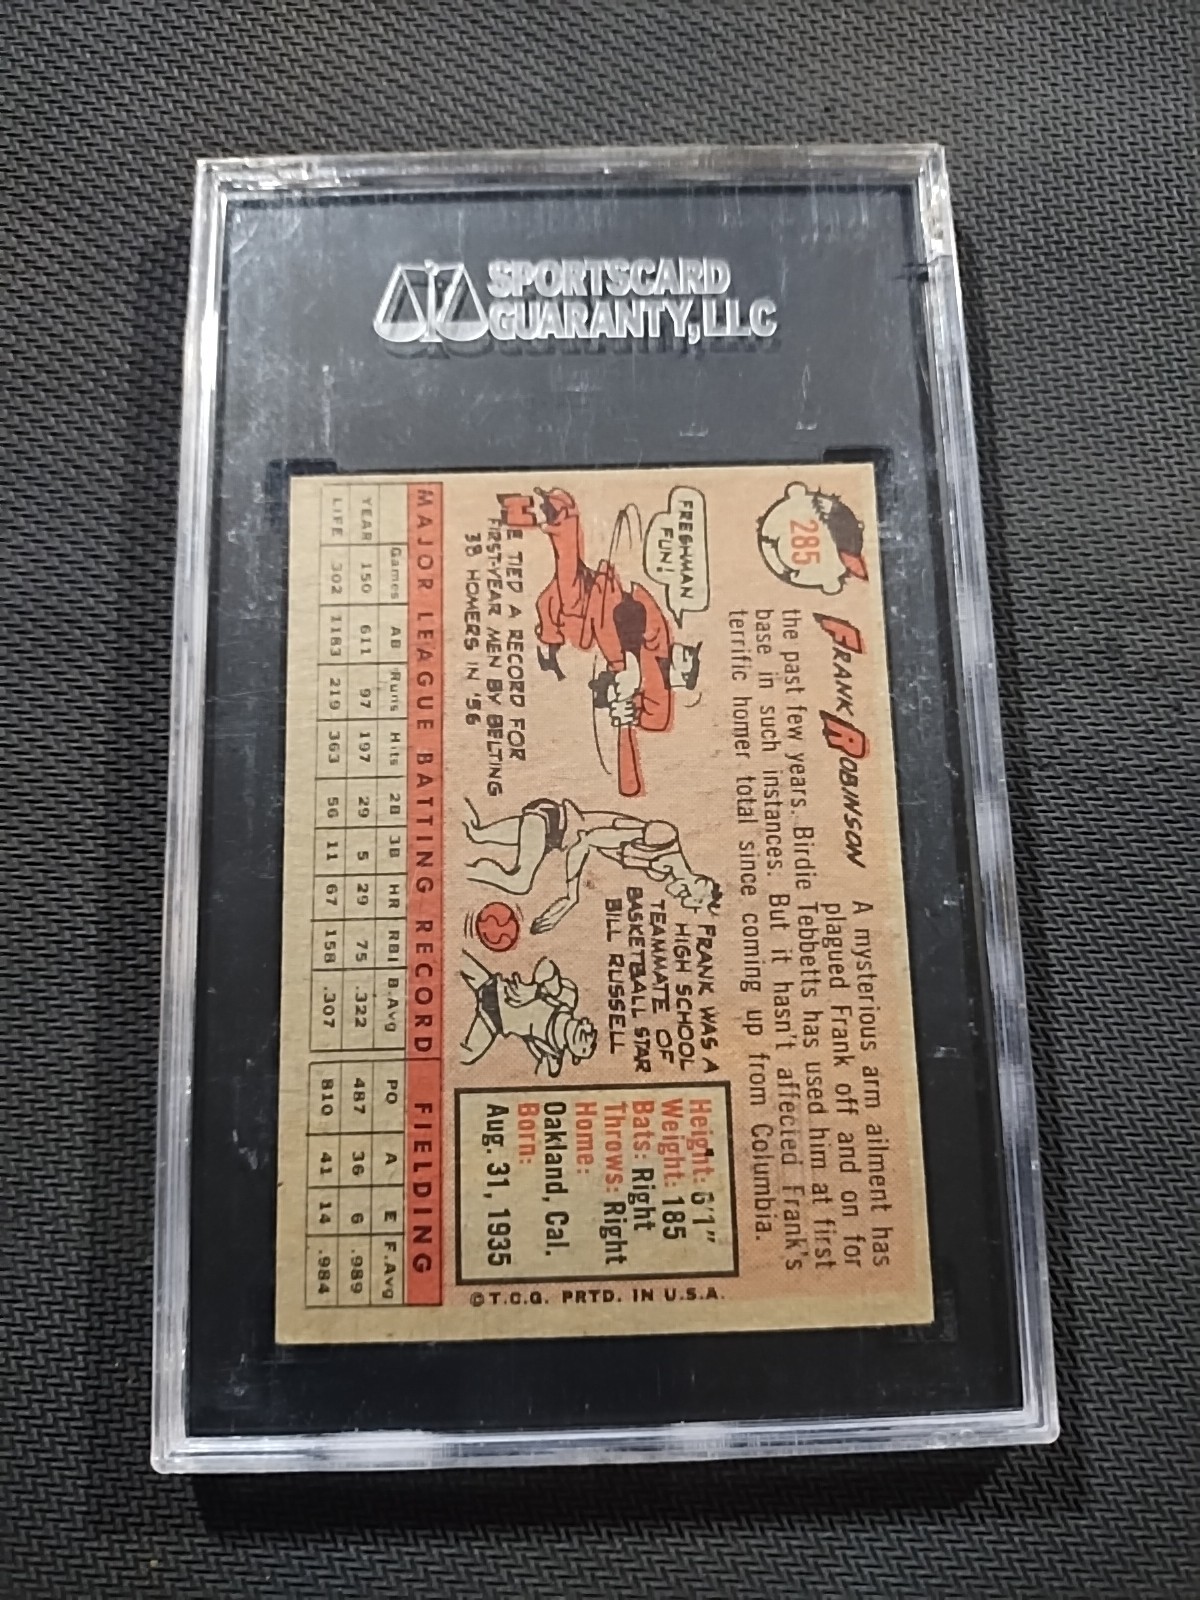 SPORTSCARD
GUARANTY, LLC
285
FRANK ROBINSON
A mysterious arm ailment has
plagued Frank off and on for
the past few years. Birdie Tebbetts has used him at first
base in such instances. But it hasn't affected Frank's
terrific homer total since coming up from Columbia.
FRESHMAN
FUN!
HE TIED A RECORD FOR
FIRST-YEAR MEN BY BELTING
38 HOMERS IN '56
FRANK WAS A
HIGH SCHOOL
TEAMMATE OF
BASKETBALL STAR
BILL RUSSELL
Height: 6'1"
Weight: 185
Bats: Right
Throws: Right
Home:
Oakland, Cal.
Born:
Aug. 31, 1935
© T.C.G. PRTD. IN U.S.A.
MAJOR LEAGUE BATTING RECORD FIELDING
Games AB Runs Hits 2B 3B HR RBI B.Avg PO A E F.Avg
YEAR 150 611 97 197 29 5 29 75 .322 487 36 6 .989
LIFE 302 1183 219 363 56 11 67 158 .307 810 41 14 .984